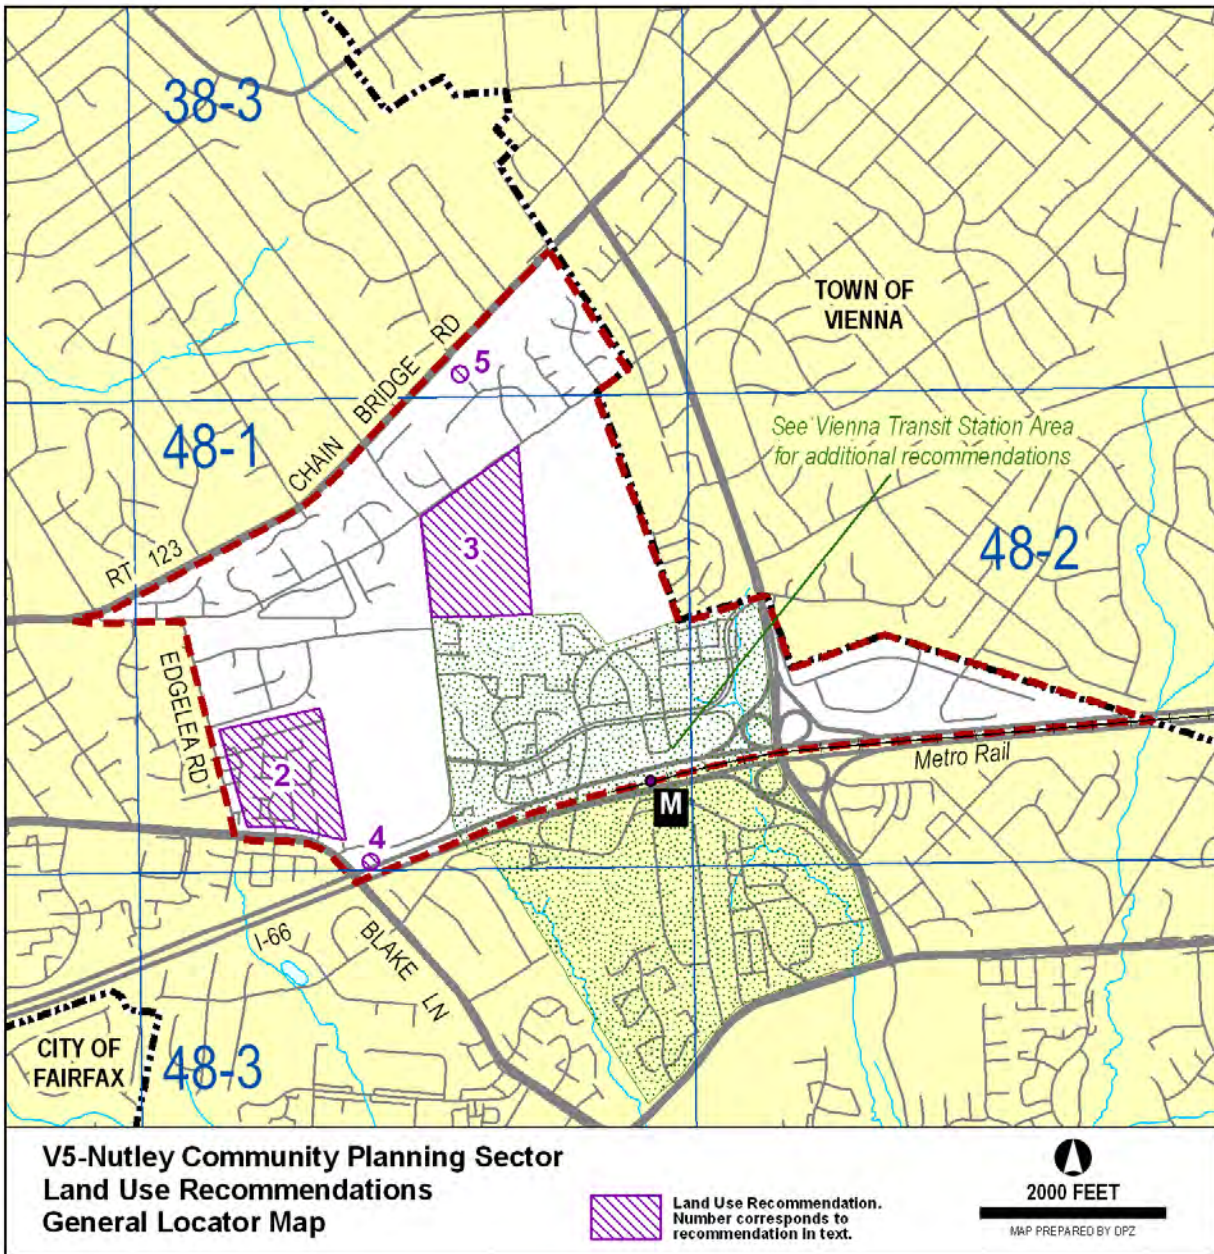 38-3
TOWN OF
VIENNA
5
CHAIN BRIDGE RD
48-1
See Vienna Transit Station Area
for additional recommendations
48-2
3
RT 123
EDGELEA RD
2
Metro Rail
M
4
I-66
BLAKE LN
CITY OF
FAIRFAX
48-3
V5-Nutley Community Planning Sector
Land Use Recommendations
General Locator Map
Land Use Recommendation.
Number corresponds to
recommendation in text.
2000 FEET
MAP PREPARED BY DPZ